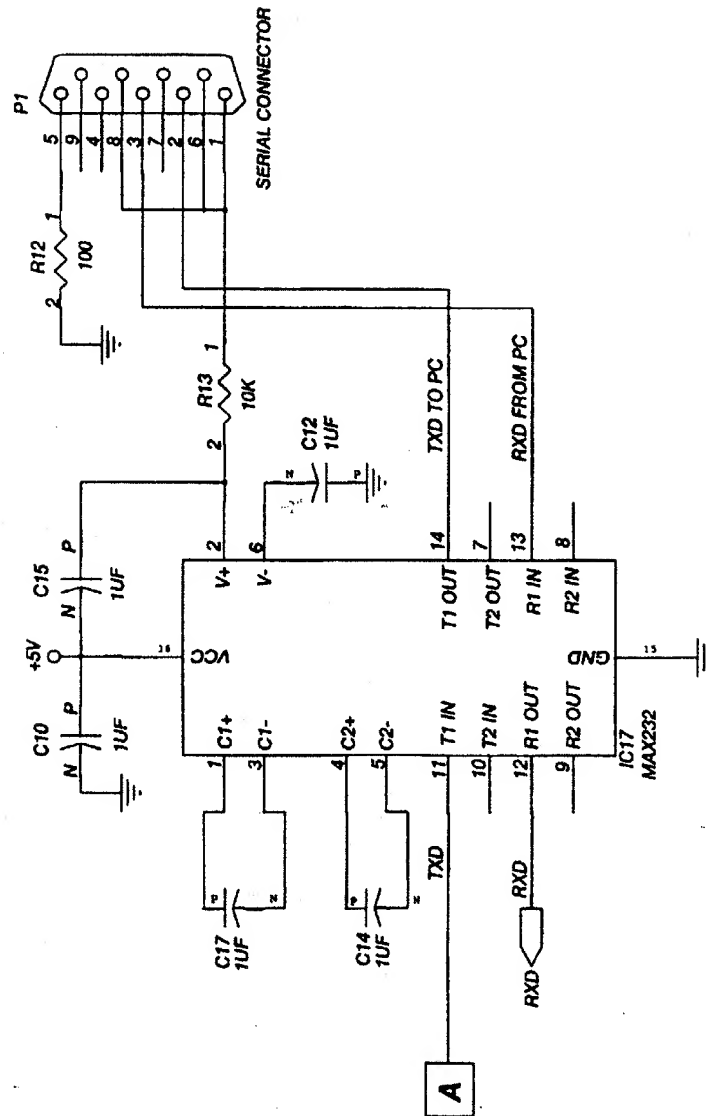 P1
SERIAL CONNECTOR
5
9
4
8
3
7
2
6
1
R12
100
1
2
R13
10K
1
2
C12
1UF
N
P
C15
1UF
N
P
+5V
C10
1UF
N
P
16
VCC
2
V+
6
V-
14
T1 OUT
TXD TO PC
7
T2 OUT
13
R1 IN
RXD FROM PC
8
R2 IN
GND
15
1
C1+
3
C1-
4
C2+
5
C2-
11
T1 IN
10
T2 IN
12
R1 OUT
9
R2 OUT
IC17
MAX232
C17
1UF
P
N
C14
1UF
P
N
TXD
RXD
RXD
A